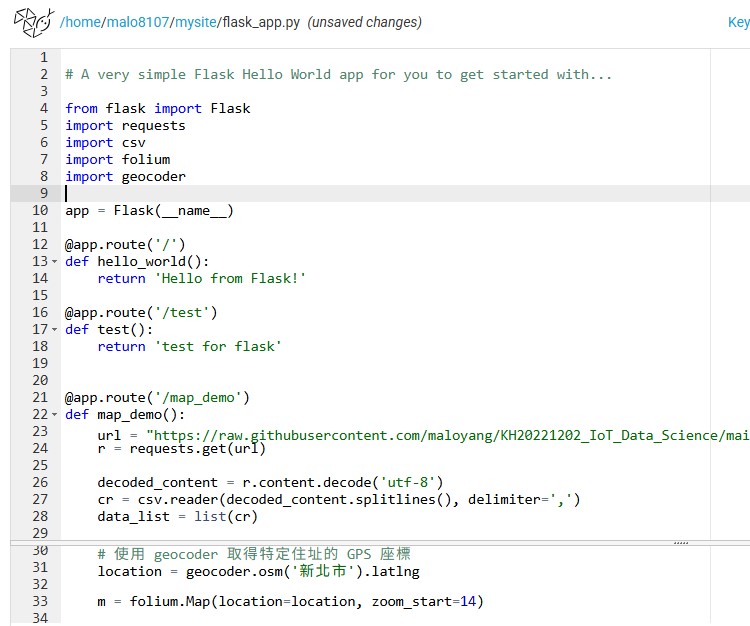 /home/malo8107/mysite/flask_app.py (unsaved changes) Key
1
2 # A very simple Flask Hello World app for you to get started with...
3
4 from flask import Flask
5 import requests
6 import csv
7 import folium
8 import geocoder
9
10 app = Flask(__name__)
11
12 @app.route('/')
13 def hello_world():
14     return 'Hello from Flask!'
15
16 @app.route('/test')
17 def test():
18     return 'test for flask'
19
20
21 @app.route('/map_demo')
22 def map_demo():
23     url = "https://raw.githubusercontent.com/maloyang/KH20221202_IoT_Data_Science/mai
24     r = requests.get(url)
25
26     decoded_content = r.content.decode('utf-8')
27     cr = csv.reader(decoded_content.splitlines(), delimiter=',')
28     data_list = list(cr)
29
30     # 使用 geocoder 取得特定住址的 GPS 座標
31     location = geocoder.osm('新北市').latlng
32
33     m = folium.Map(location=location, zoom_start=14)
34